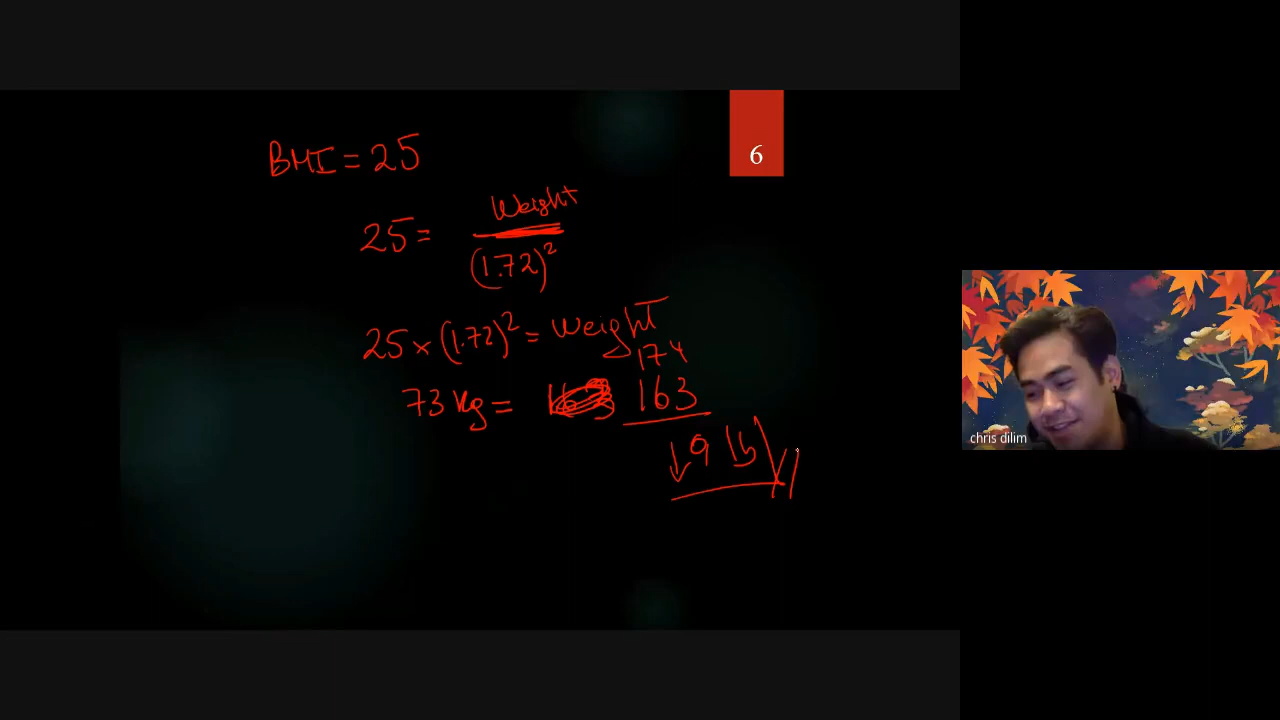 6
BMI = 25
25 = Weight
(1.72)²
25 × (1.72)² = Weight
174
73 kg = 163
↓ 9 lb //
chris dilim